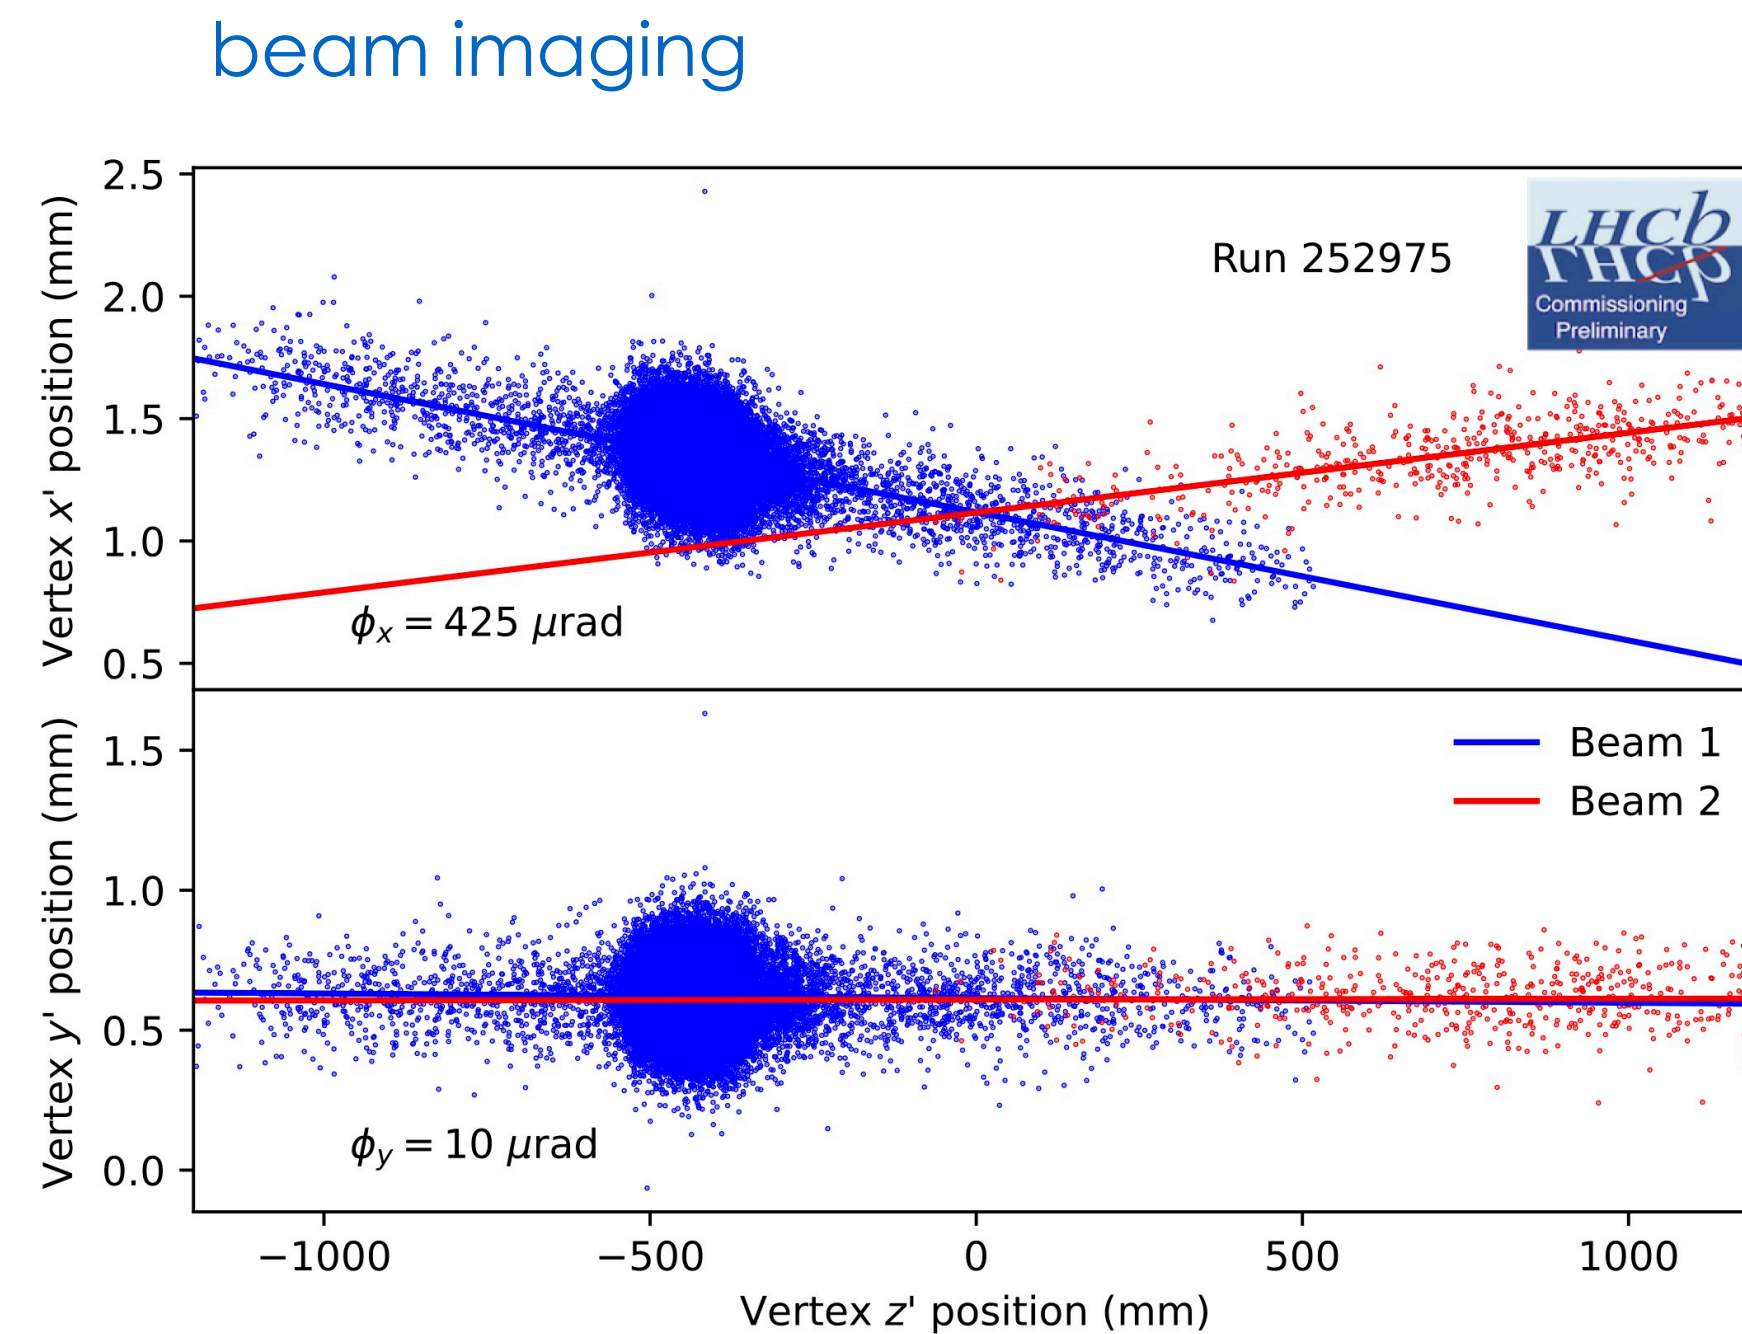 beam imaging
2.5
2.0
1.5
1.0
0.5
Vertex x' position (mm)
Run 252975
LHCb
LHCb
Commissioning
Preliminary
ϕx = 425 μrad
1.5
1.0
0.5
0.0
Vertex y' position (mm)
Beam 1
Beam 2
ϕy = 10 μrad
−1000 −500 0 500 1000
Vertex z' position (mm)